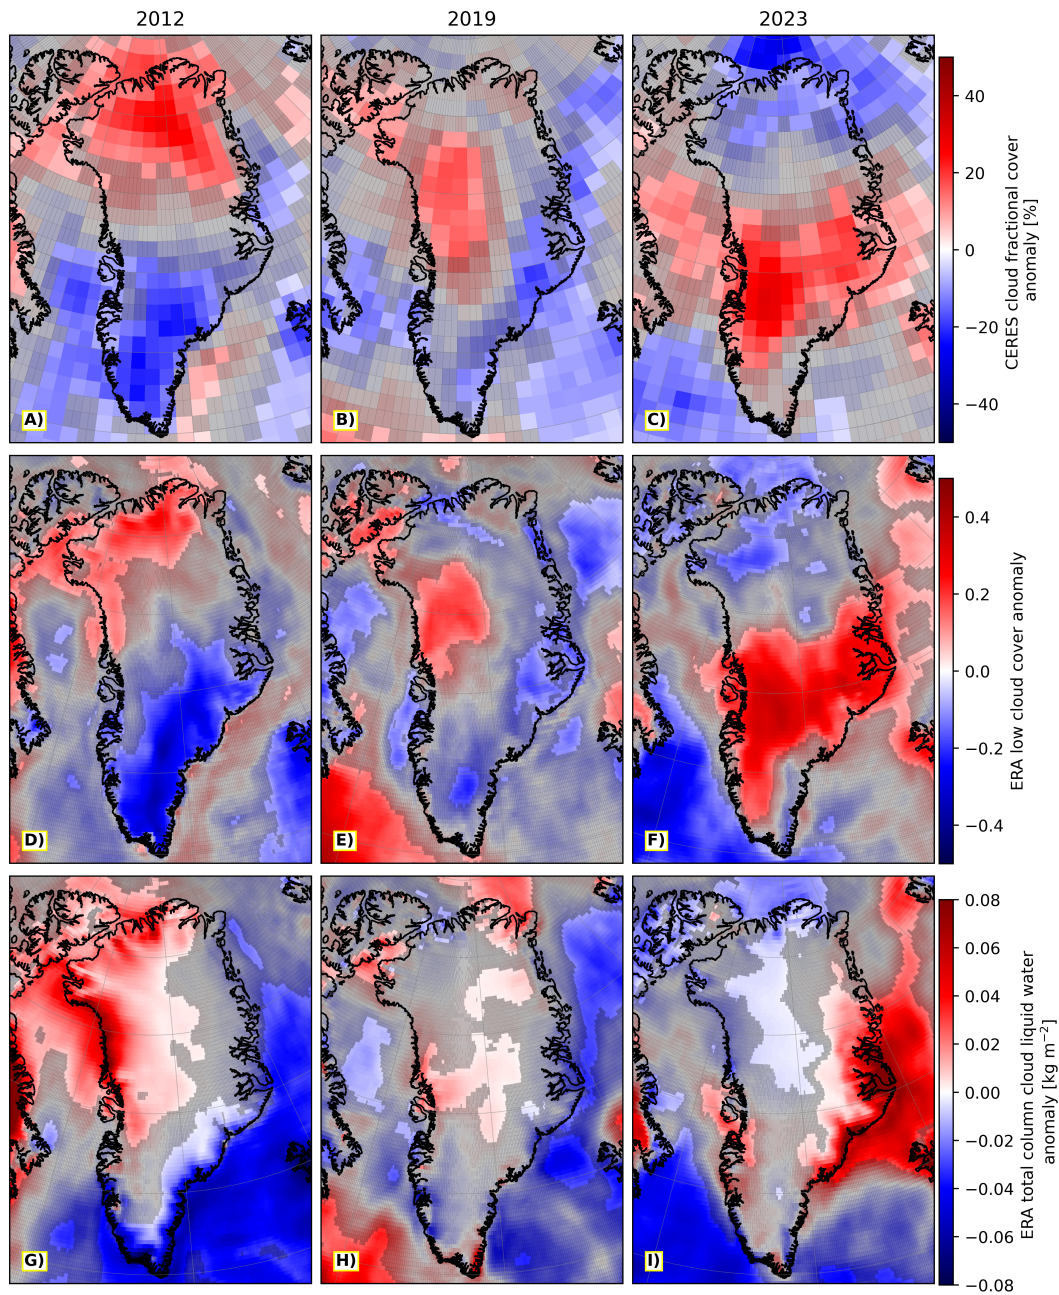 2012
2019
2023
A)
B)
C)
40
20
0
−20
−40
CERES cloud fractional cover
anomaly [%]
D)
E)
F)
0.4
0.2
0.0
−0.2
−0.4
ERA low cloud cover anomaly
G)
H)
I)
0.08
0.06
0.04
0.02
0.00
−0.02
−0.04
−0.06
−0.08
ERA total column cloud liquid water
anomaly [kg m⁻²]